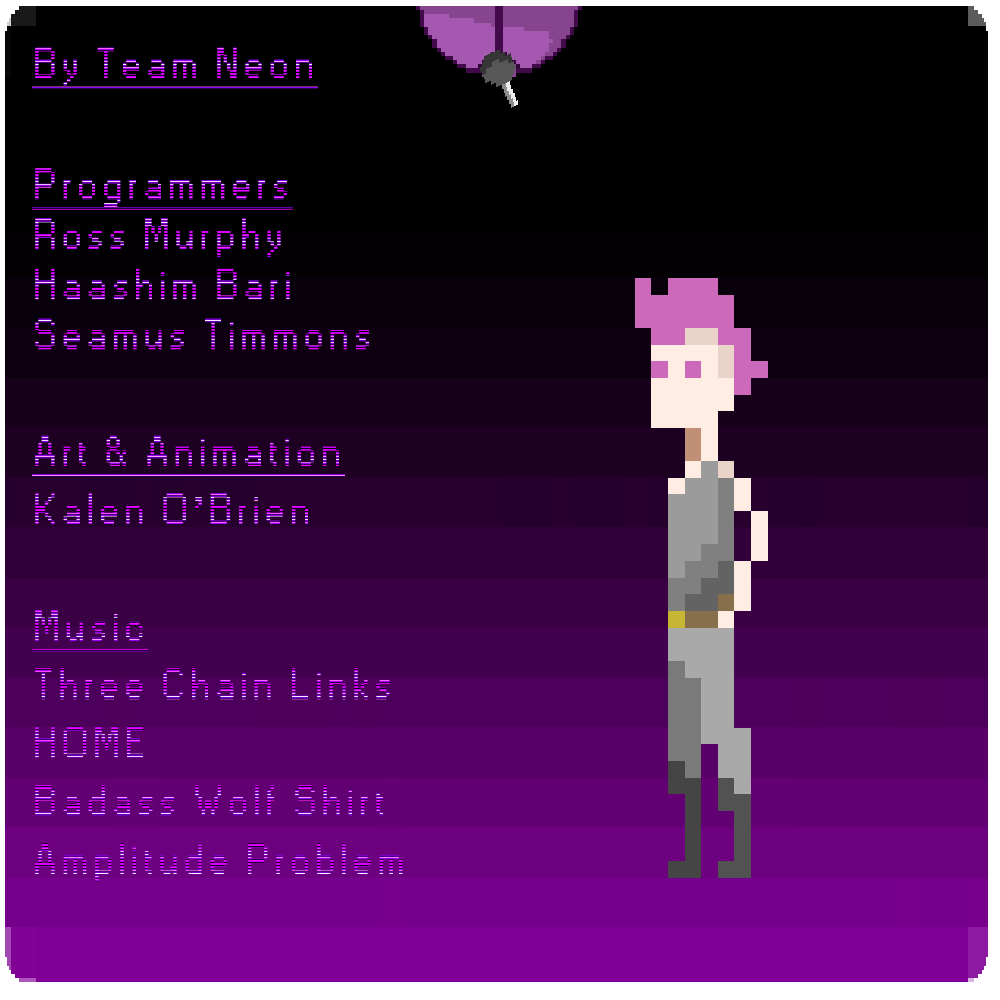 By Team Neon
Programmers
Ross Murphy
Haashim Bari
Seamus Timmons
Art & Animation
Kalen O'Brien
Music
Three Chain Links
HOME
Badass Wolf Shirt
Amplitude Problem